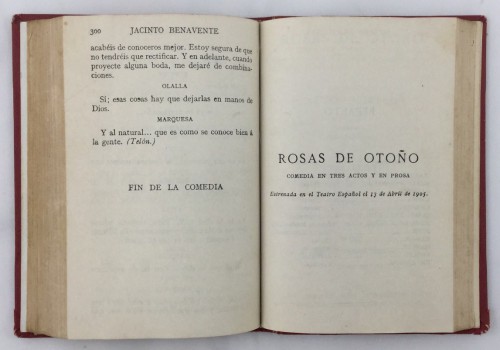 300 JACINTO BENAVENTE
acabéis de conoceros mejor. Estoy segura de que
no tendréis que rectificar. Y en adelante, cuando
proyecte alguna boda, me dejaré de combina-
ciones.
OLALLA
Sí; esas cosas hay que dejarlas en manos de
Dios.
MARQUESA
Y al natural... que es como se conoce bien á
la gente. (Telón.)
FIN DE LA COMEDIA
ROSAS DE OTOÑO
COMEDIA EN TRES ACTOS Y EN PROSA
Estrenada en el Teatro Español el 13 de Abril de 1905.